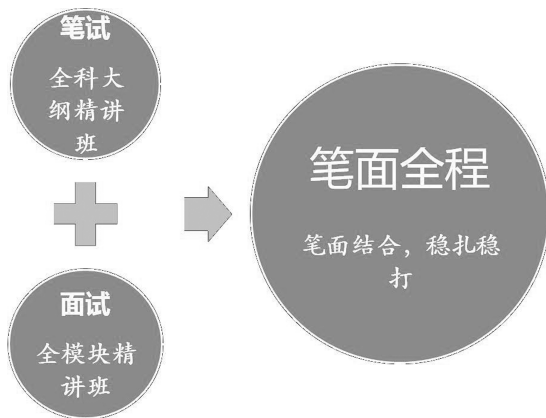 笔试
全科大
纲精讲
班
面试
全模块精
讲班
笔面全程
笔面结合，稳扎稳
打